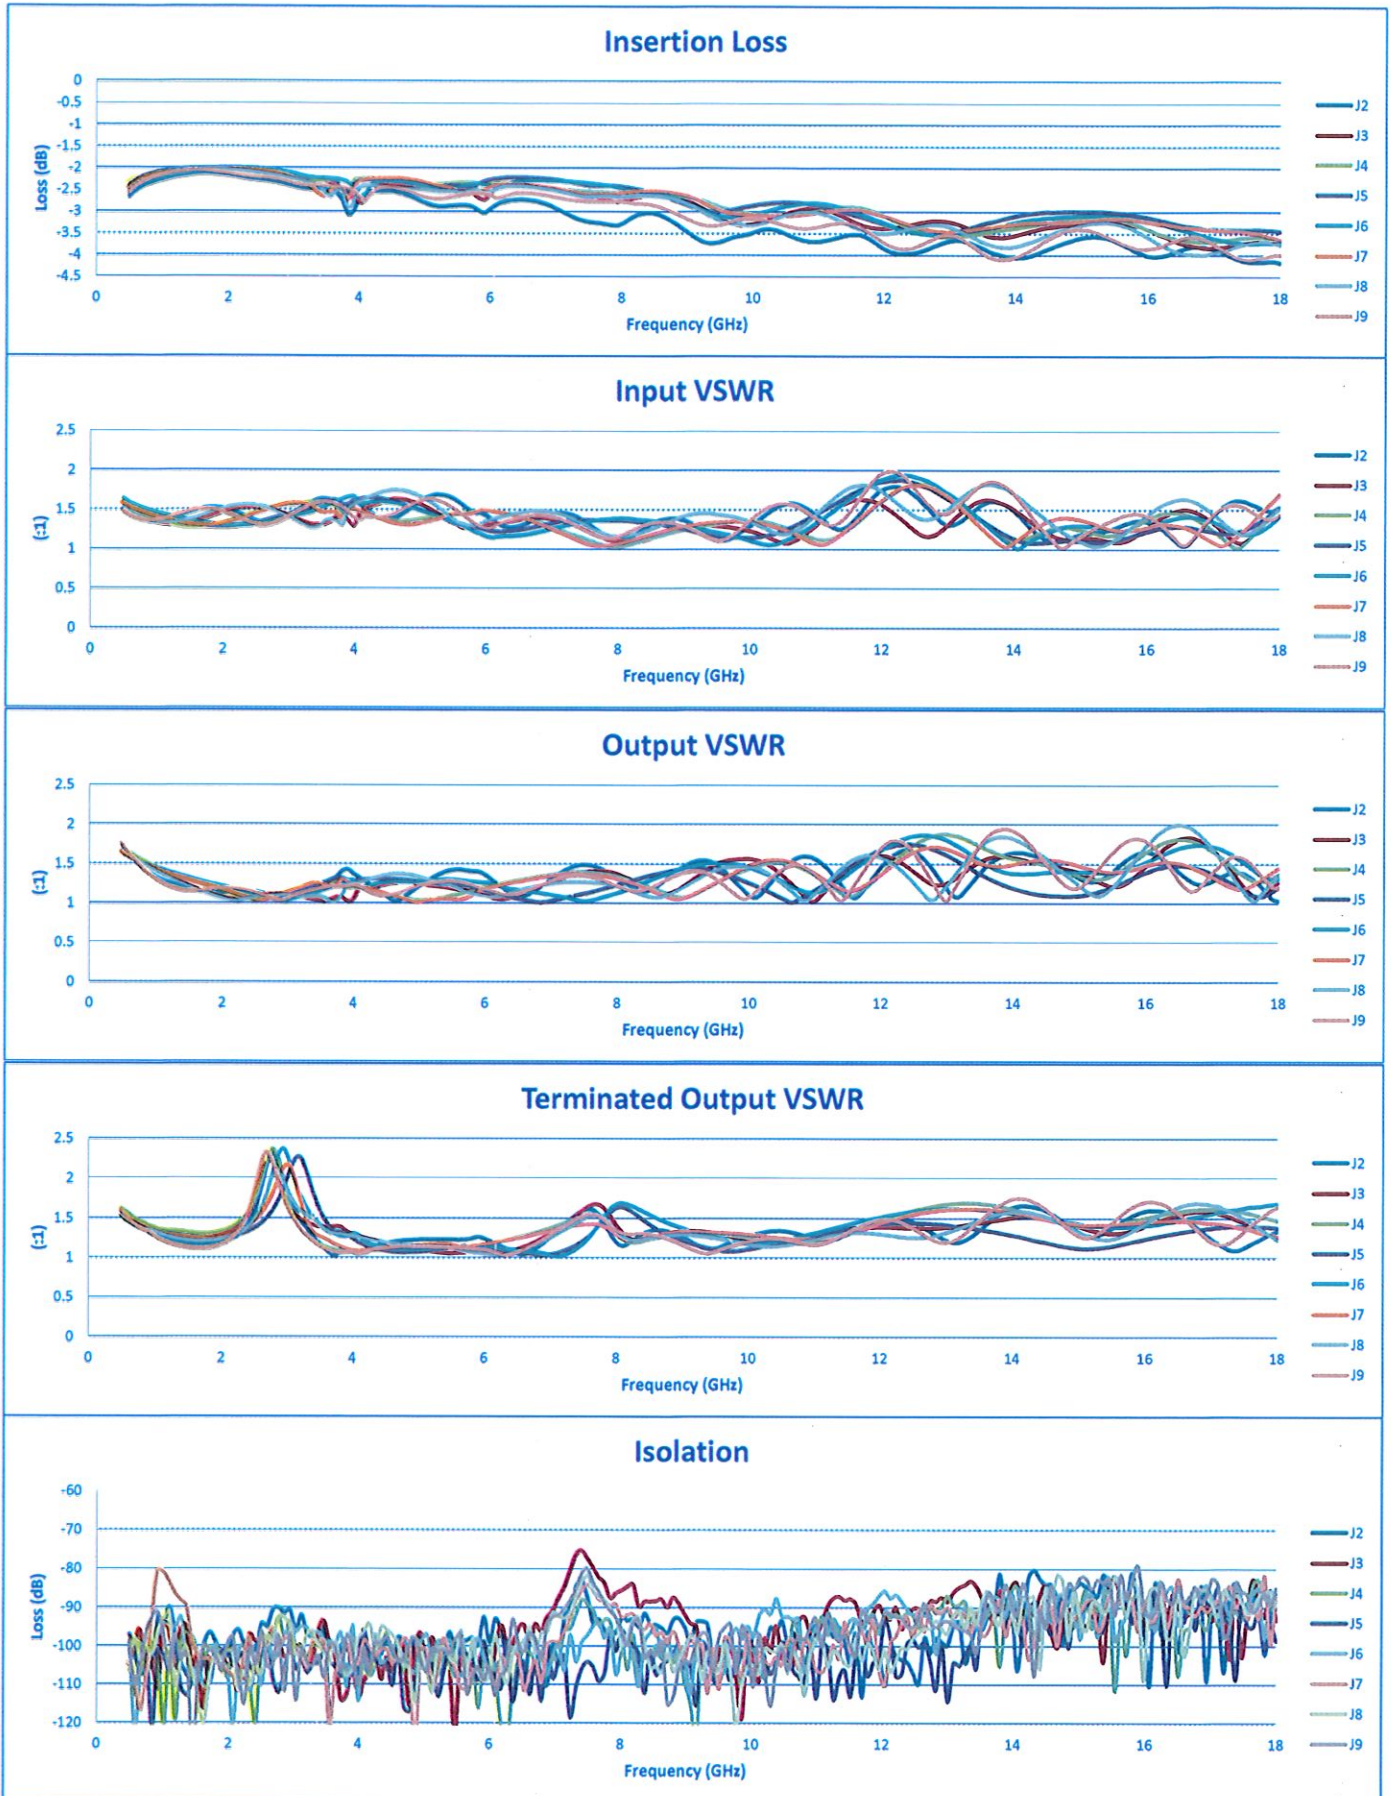 Insertion Loss
0
-0.5
-1
-1.5
-2
-2.5
-3
-3.5
-4
-4.5
Loss (dB)
0 2 4 6 8 10 12 14 16 18
Frequency (GHz)
J2
J3
J4
J5
J6
J7
J8
J9
Input VSWR
2.5
2
1.5
1
0.5
0
(:1)
0 2 4 6 8 10 12 14 16 18
Frequency (GHz)
J2
J3
J4
J5
J6
J7
J8
J9
Output VSWR
2.5
2
1.5
1
0.5
0
(:1)
0 2 4 6 8 10 12 14 16 18
Frequency (GHz)
J2
J3
J4
J5
J6
J7
J8
J9
Terminated Output VSWR
2.5
2
1.5
1
0.5
0
(:1)
0 2 4 6 8 10 12 14 16 18
Frequency (GHz)
J2
J3
J4
J5
J6
J7
J8
J9
Isolation
-60
-70
-80
-90
-100
-110
-120
Loss (dB)
0 2 4 6 8 10 12 14 16 18
Frequency (GHz)
J2
J3
J4
J5
J6
J7
J8
J9